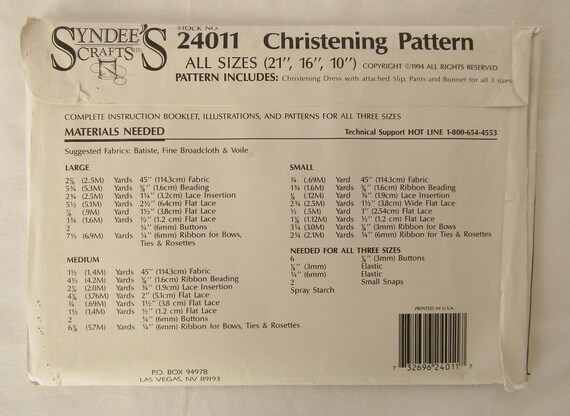 SYNDEE'S
CRAFTS LTD
STOCK NO.
24011 Christening Pattern
ALL SIZES (21", 16", 10") COPYRIGHT ©1994 ALL RIGHTS RESERVED
PATTERN INCLUDES: Christening Dress with attached Slip, Pants and Bonnet for all 3 sizes
COMPLETE INSTRUCTION BOOKLET, ILLUSTRATIONS, AND PATTERNS FOR ALL THREE SIZES
MATERIALS NEEDED Technical Support HOT LINE 1-800-654-4553
Suggested Fabrics: Batiste, Fine Broadcloth & Voile
LARGE
(2.5M) Yards 45" (114.3cm) Fabric
5¾ (5.3M) Yards ⅝" (1.6cm) Beading
2¾ (2.5M) Yards 1¼" (3.2cm) Lace Insertion
5½ (5.1M) Yards 2½" (6.4cm) Flat Lace
(.9M) Yards 1½" (3.8cm) Flat Lace
1¾ (1.6M) Yards ½" (1.2 cm) Flat Lace
2 ¼" (6mm) Buttons
7½ (6.9M) Yards ¼" (6mm) Ribbon for Bows,
Ties & Rosettes
MEDIUM
1½ (1.4M) Yards 45" (114.3cm) Fabric
4½ (4.2M) Yards ⅝" (1.6cm) Ribbon Beading
(2.0M) Yards ¾" (1.9cm) Lace Insertion
(3.76M) Yards 2" (5.1cm) Flat Lace
¾ (.69M) Yards 1½" (3.8 cm) Flat Lace
1½ (1.4M) Yards ½" (1.2 cm) Flat Lace
2 ¼" (6mm) Buttons
(5.7M) Yards ¼" (6mm) Ribbon for Bows, Ties & Rosettes
SMALL
¾ (.69M) Yard 45" (114.3cm) Fabric
1¾ (1.6M) Yards ⅝" (1.6cm) Ribbon Beading
(.12M) Yards ¾" (1.9cm) Lace Insertion
2¾ (2.5M) Yards 1½" (3.8cm) Wide Flat Lace
½ (.5M) Yard 1" (2.54cm) Flat Lace
(1.12M) Yards ½" (1.2 cm) Flat Lace
3¼ (3.0M) Yards ⅛" (3mm) Ribbon for Bows
2¼ (2.1M) Yards ¼" (6mm) Ribbon for Ties & Rosettes
NEEDED FOR ALL THREE SIZES
6 ⅛" (3mm) Buttons
⅛" (3mm) Elastic
¼" (6mm) Elastic
2 Small Snaps
Spray Starch
PRINTED IN U.S.A.
7 32696 24011 7
P.O. BOX 94978
LAS VEGAS, NV 89193